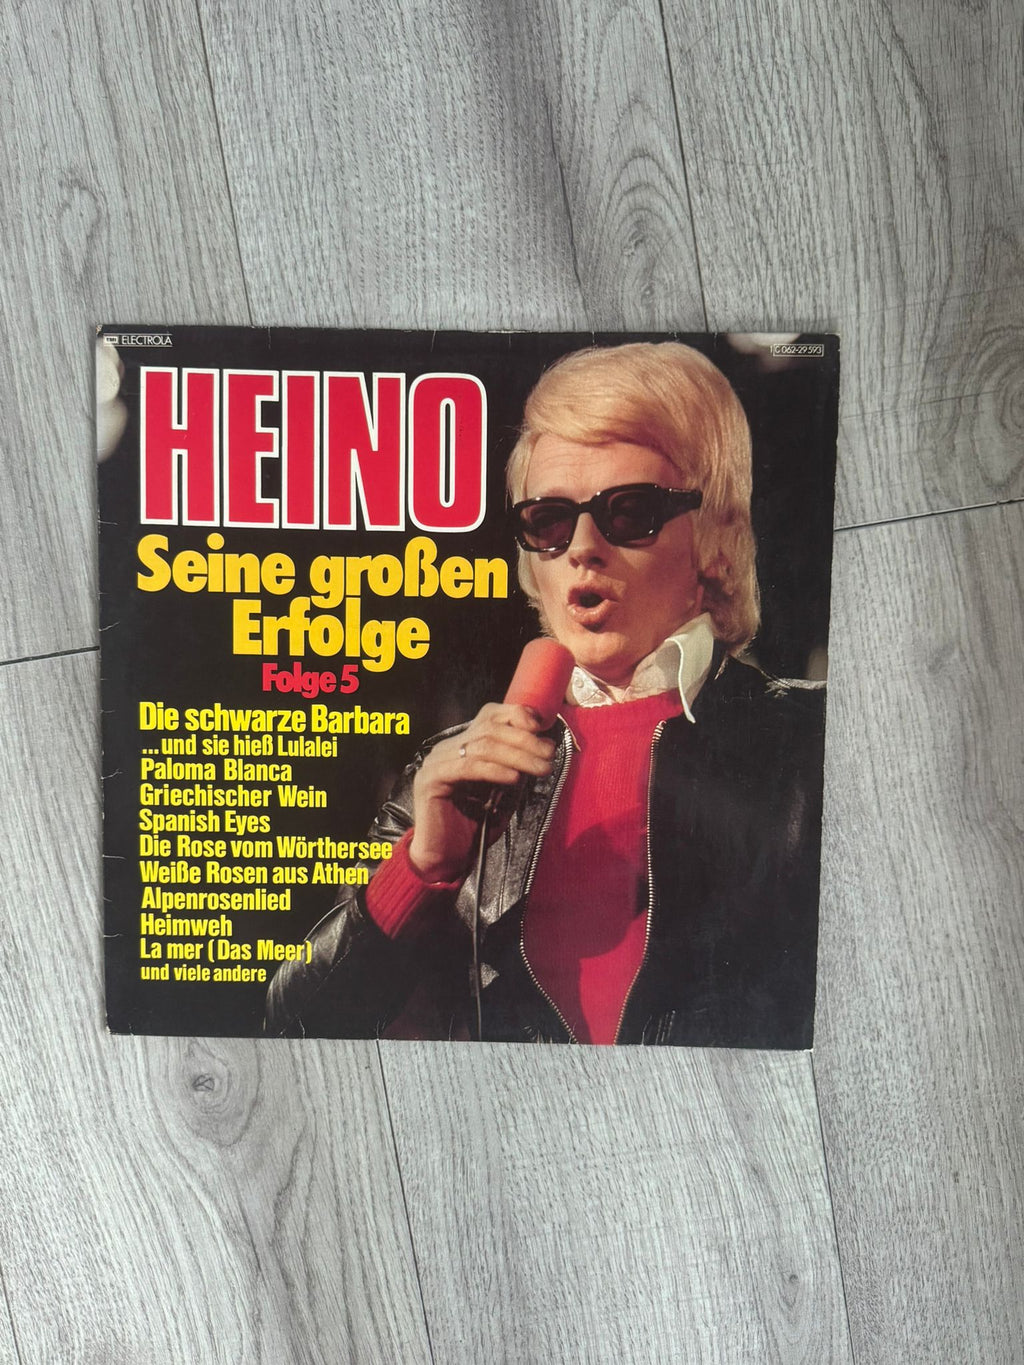 EMI ELECTROLA
1C 062-29 593
HEINO
Seine großen
Erfolge
Folge 5
Die schwarze Barbara
...und sie hieß Lulalei
Paloma Blanca
Griechischer Wein
Spanish Eyes
Die Rose vom Wörthersee
Weiße Rosen aus Athen
Alpenrosenlied
Heimweh
La mer (Das Meer)
und viele andere